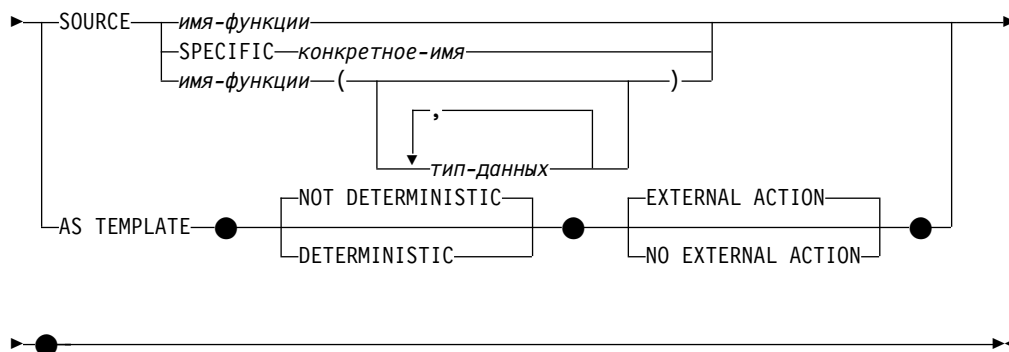 SOURCE имя-функции
SPECIFIC конкретное-имя
имя-функции ( )
,
тип-данных
NOT DETERMINISTIC EXTERNAL ACTION
AS TEMPLATE
DETERMINISTIC NO EXTERNAL ACTION